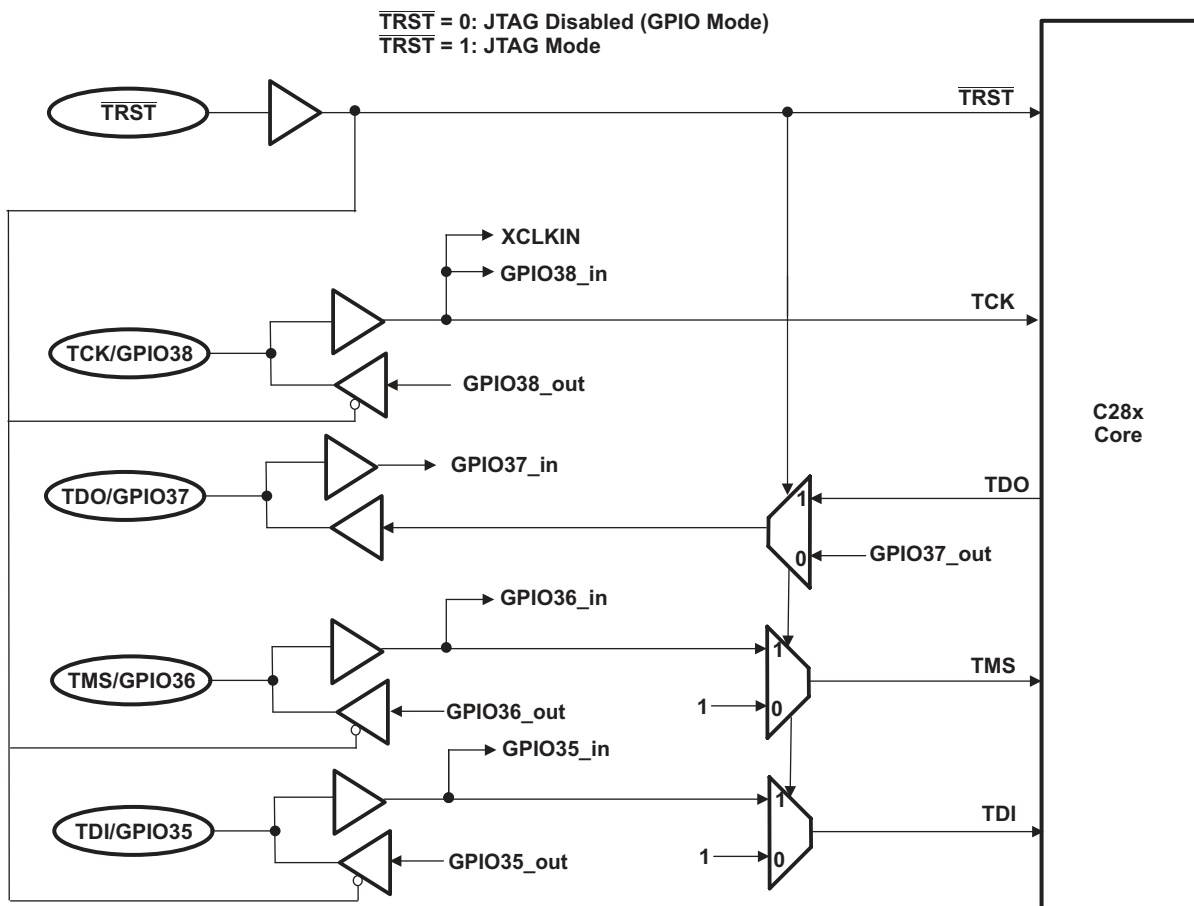 TRST = 0: JTAG Disabled (GPIO Mode)
TRST = 1: JTAG Mode
TRST
TRST
XCLKIN
GPIO38_in
TCK
TCK/GPIO38
GPIO38_out
C28x
Core
GPIO37_in
TDO
TDO/GPIO37
1
0
GPIO37_out
GPIO36_in
1
TMS/GPIO36
TMS
GPIO36_out
1
0
GPIO35_in
1
TDI/GPIO35
TDI
GPIO35_out
1
0